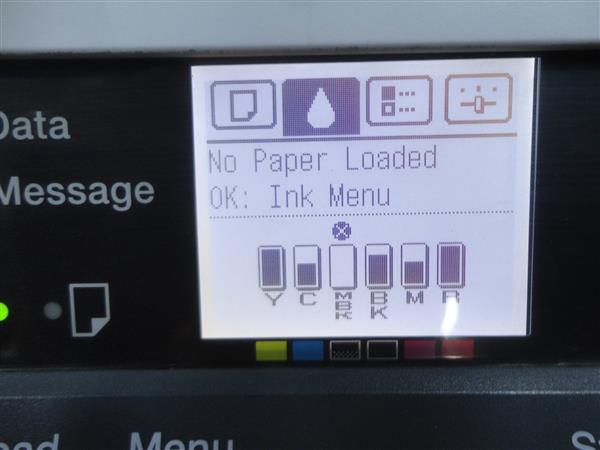 Data
Message
No Paper Loaded
OK: Ink Menu
Y C MBK BK M R
Menu